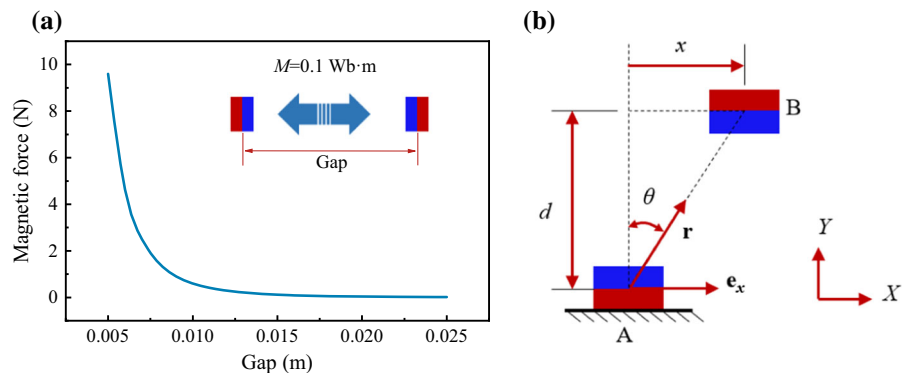 (a)
Magnetic force (N)
10
8
6
4
2
0
M=0.1 Wb·m
Gap
0.005 0.010 0.015 0.020 0.025
Gap (m)
(b)
x
B
d
θ
r
Y
e_x
X
A